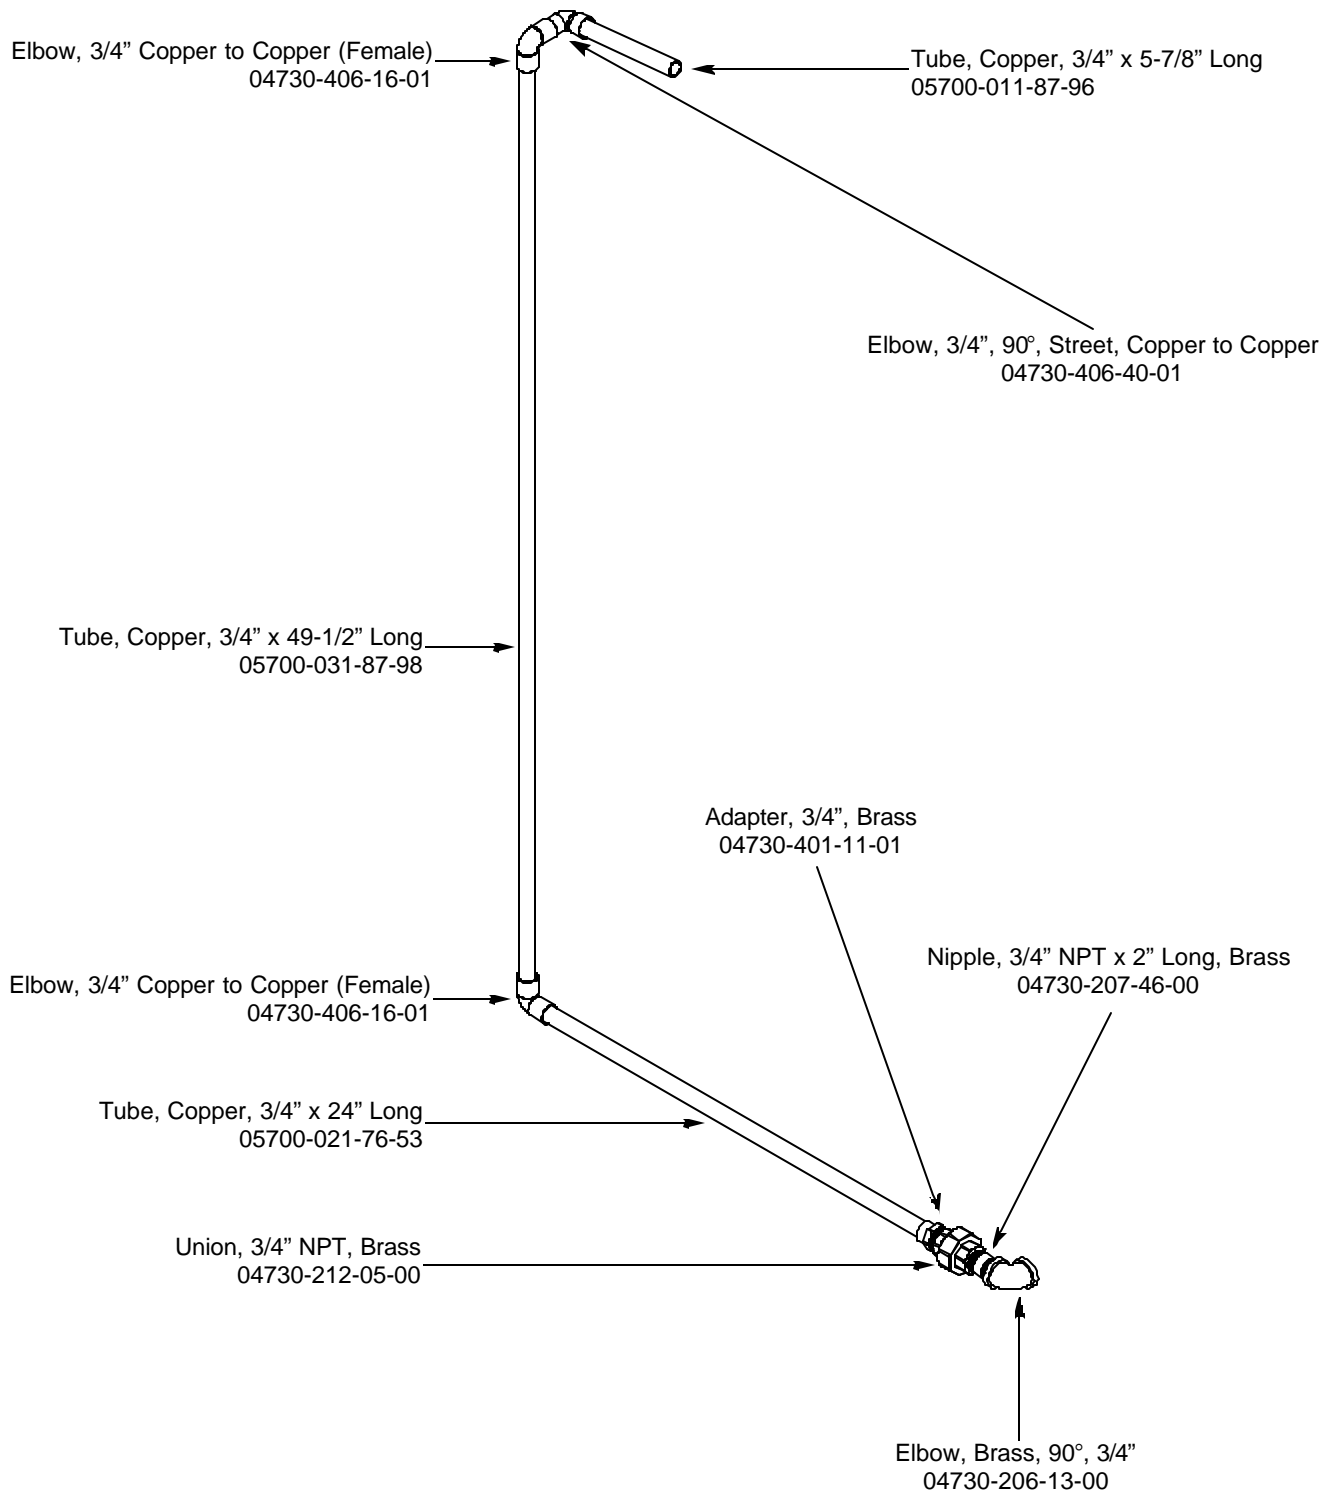 Elbow, 3/4” Copper to Copper (Female)
04730-406-16-01
Tube, Copper, 3/4” x 5-7/8” Long
05700-011-87-96
Elbow, 3/4”, 90°, Street, Copper to Copper
04730-406-40-01
Tube, Copper, 3/4” x 49-1/2” Long
05700-031-87-98
Adapter, 3/4”, Brass
04730-401-11-01
Nipple, 3/4” NPT x 2” Long, Brass
04730-207-46-00
Elbow, 3/4” Copper to Copper (Female)
04730-406-16-01
Tube, Copper, 3/4” x 24” Long
05700-021-76-53
Union, 3/4” NPT, Brass
04730-212-05-00
Elbow, Brass, 90°, 3/4”
04730-206-13-00